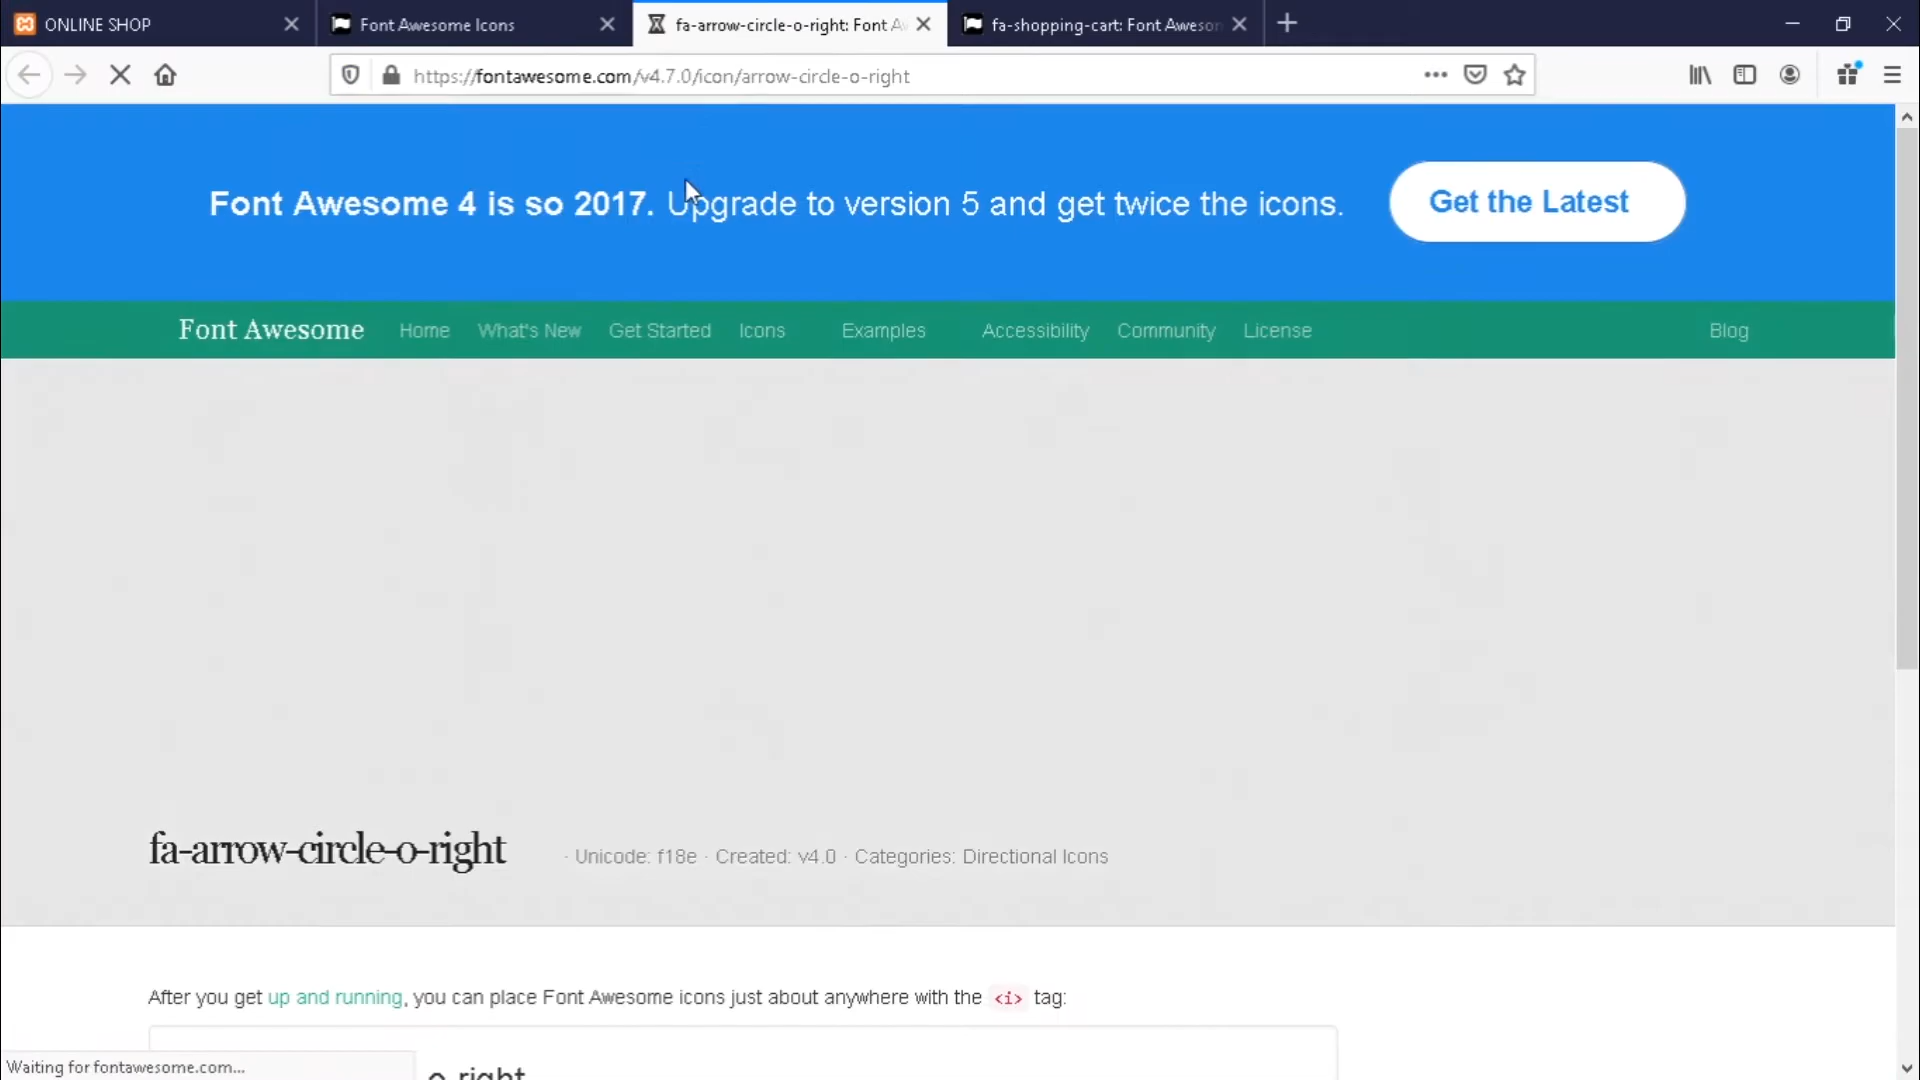 ONLINE SHOP
Font Awesome Icons
fa-arrow-circle-o-right: Font A
fa-shopping-cart: Font Aweson
https://fontawesome.com/v4.7.0/icon/arrow-circle-o-right
Font Awesome 4 is so 2017. Upgrade to version 5 and get twice the icons.
Get the Latest
Font Awesome Home What's New Get Started Icons Examples Accessibility Community License Blog
fa-arrow-circle-o-right · Unicode: f18e · Created: v4.0 · Categories: Directional Icons
After you get up and running, you can place Font Awesome icons just about anywhere with the <i> tag:
o-right
Waiting for fontawesome.com...